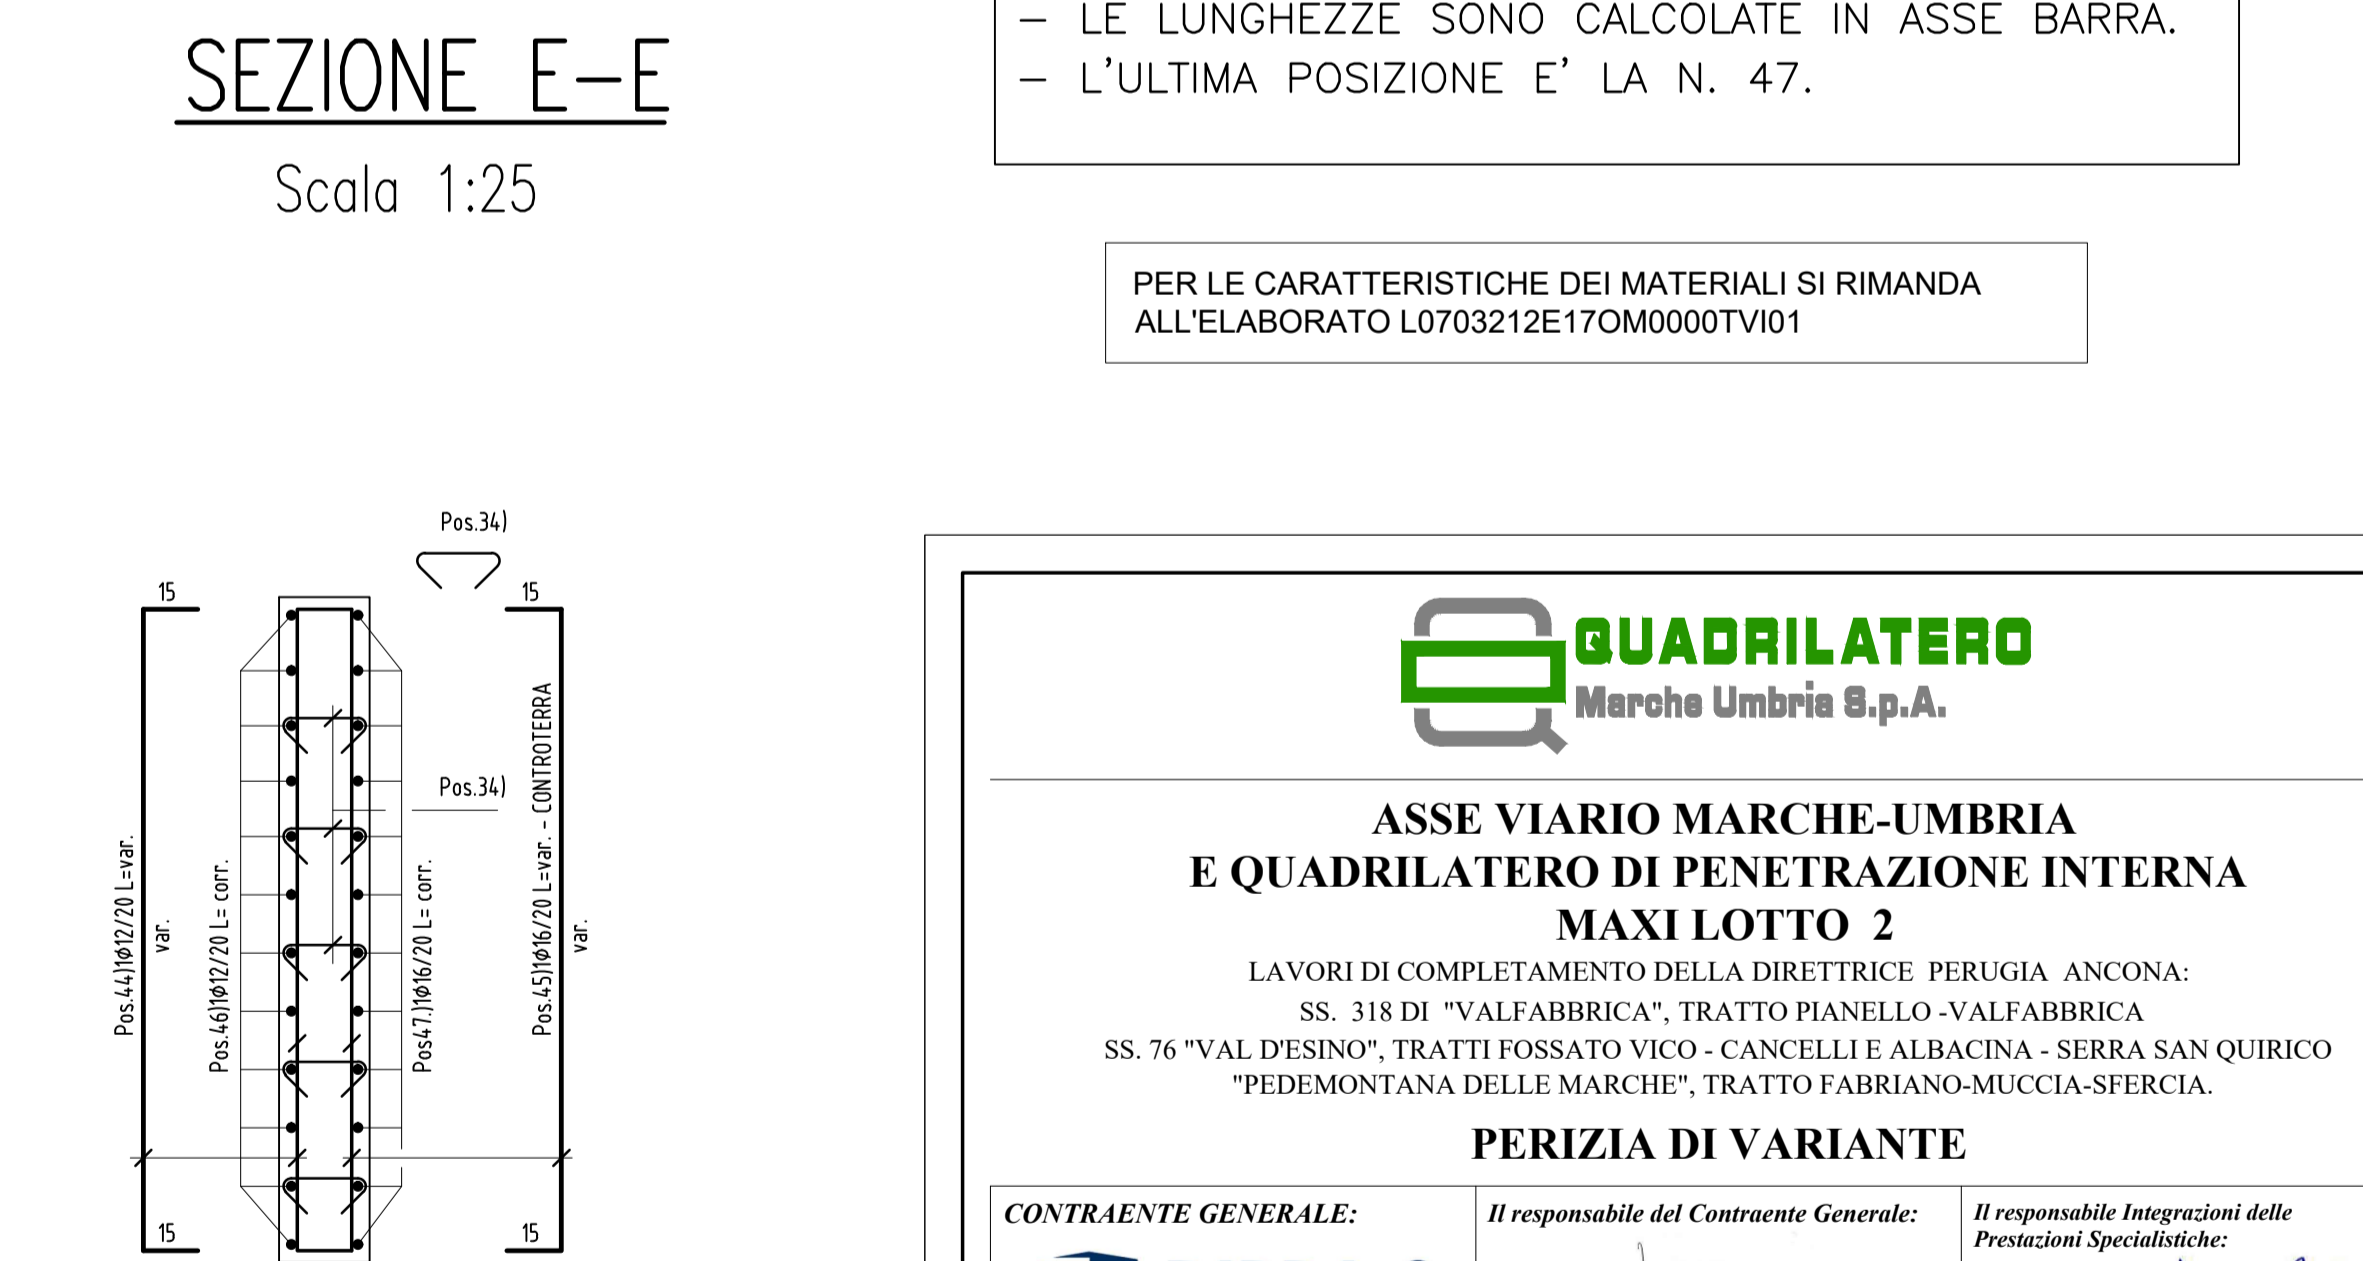 SEZIONE E-E
Scala 1:25
- LE LUNGHEZZE SONO CALCOLATE IN ASSE BARRA.
- L'ULTIMA POSIZIONE E' LA N. 47.
PER LE CARATTERISTICHE DEI MATERIALI SI RIMANDA
ALL'ELABORATO L0703212E17OM0000TVI01
Pos.34)
15
15
Pos.34)
Pos.44)1φ12/20 L=var.
var.
Pos.46)1φ12/20 L= corr.
Pos47.)1φ16/20 L= corr.
Pos.45)1φ16/20 L=var. - CONTROTERRA
var.
15
15
QUADRILATERO
Marche Umbria S.p.A.
ASSE VIARIO MARCHE-UMBRIA
E QUADRILATERO DI PENETRAZIONE INTERNA
MAXI LOTTO 2
LAVORI DI COMPLETAMENTO DELLA DIRETTRICE PERUGIA ANCONA:
SS. 318 DI "VALFABBRICA", TRATTO PIANELLO -VALFABBRICA
SS. 76 "VAL D'ESINO", TRATTI FOSSATO VICO - CANCELLI E ALBACINA - SERRA SAN QUIRICO
"PEDEMONTANA DELLE MARCHE", TRATTO FABRIANO-MUCCIA-SFERCIA.
PERIZIA DI VARIANTE
CONTRAENTE GENERALE:
Il responsabile del Contraente Generale:
Il responsabile Integrazioni delle
Prestazioni Specialistiche: